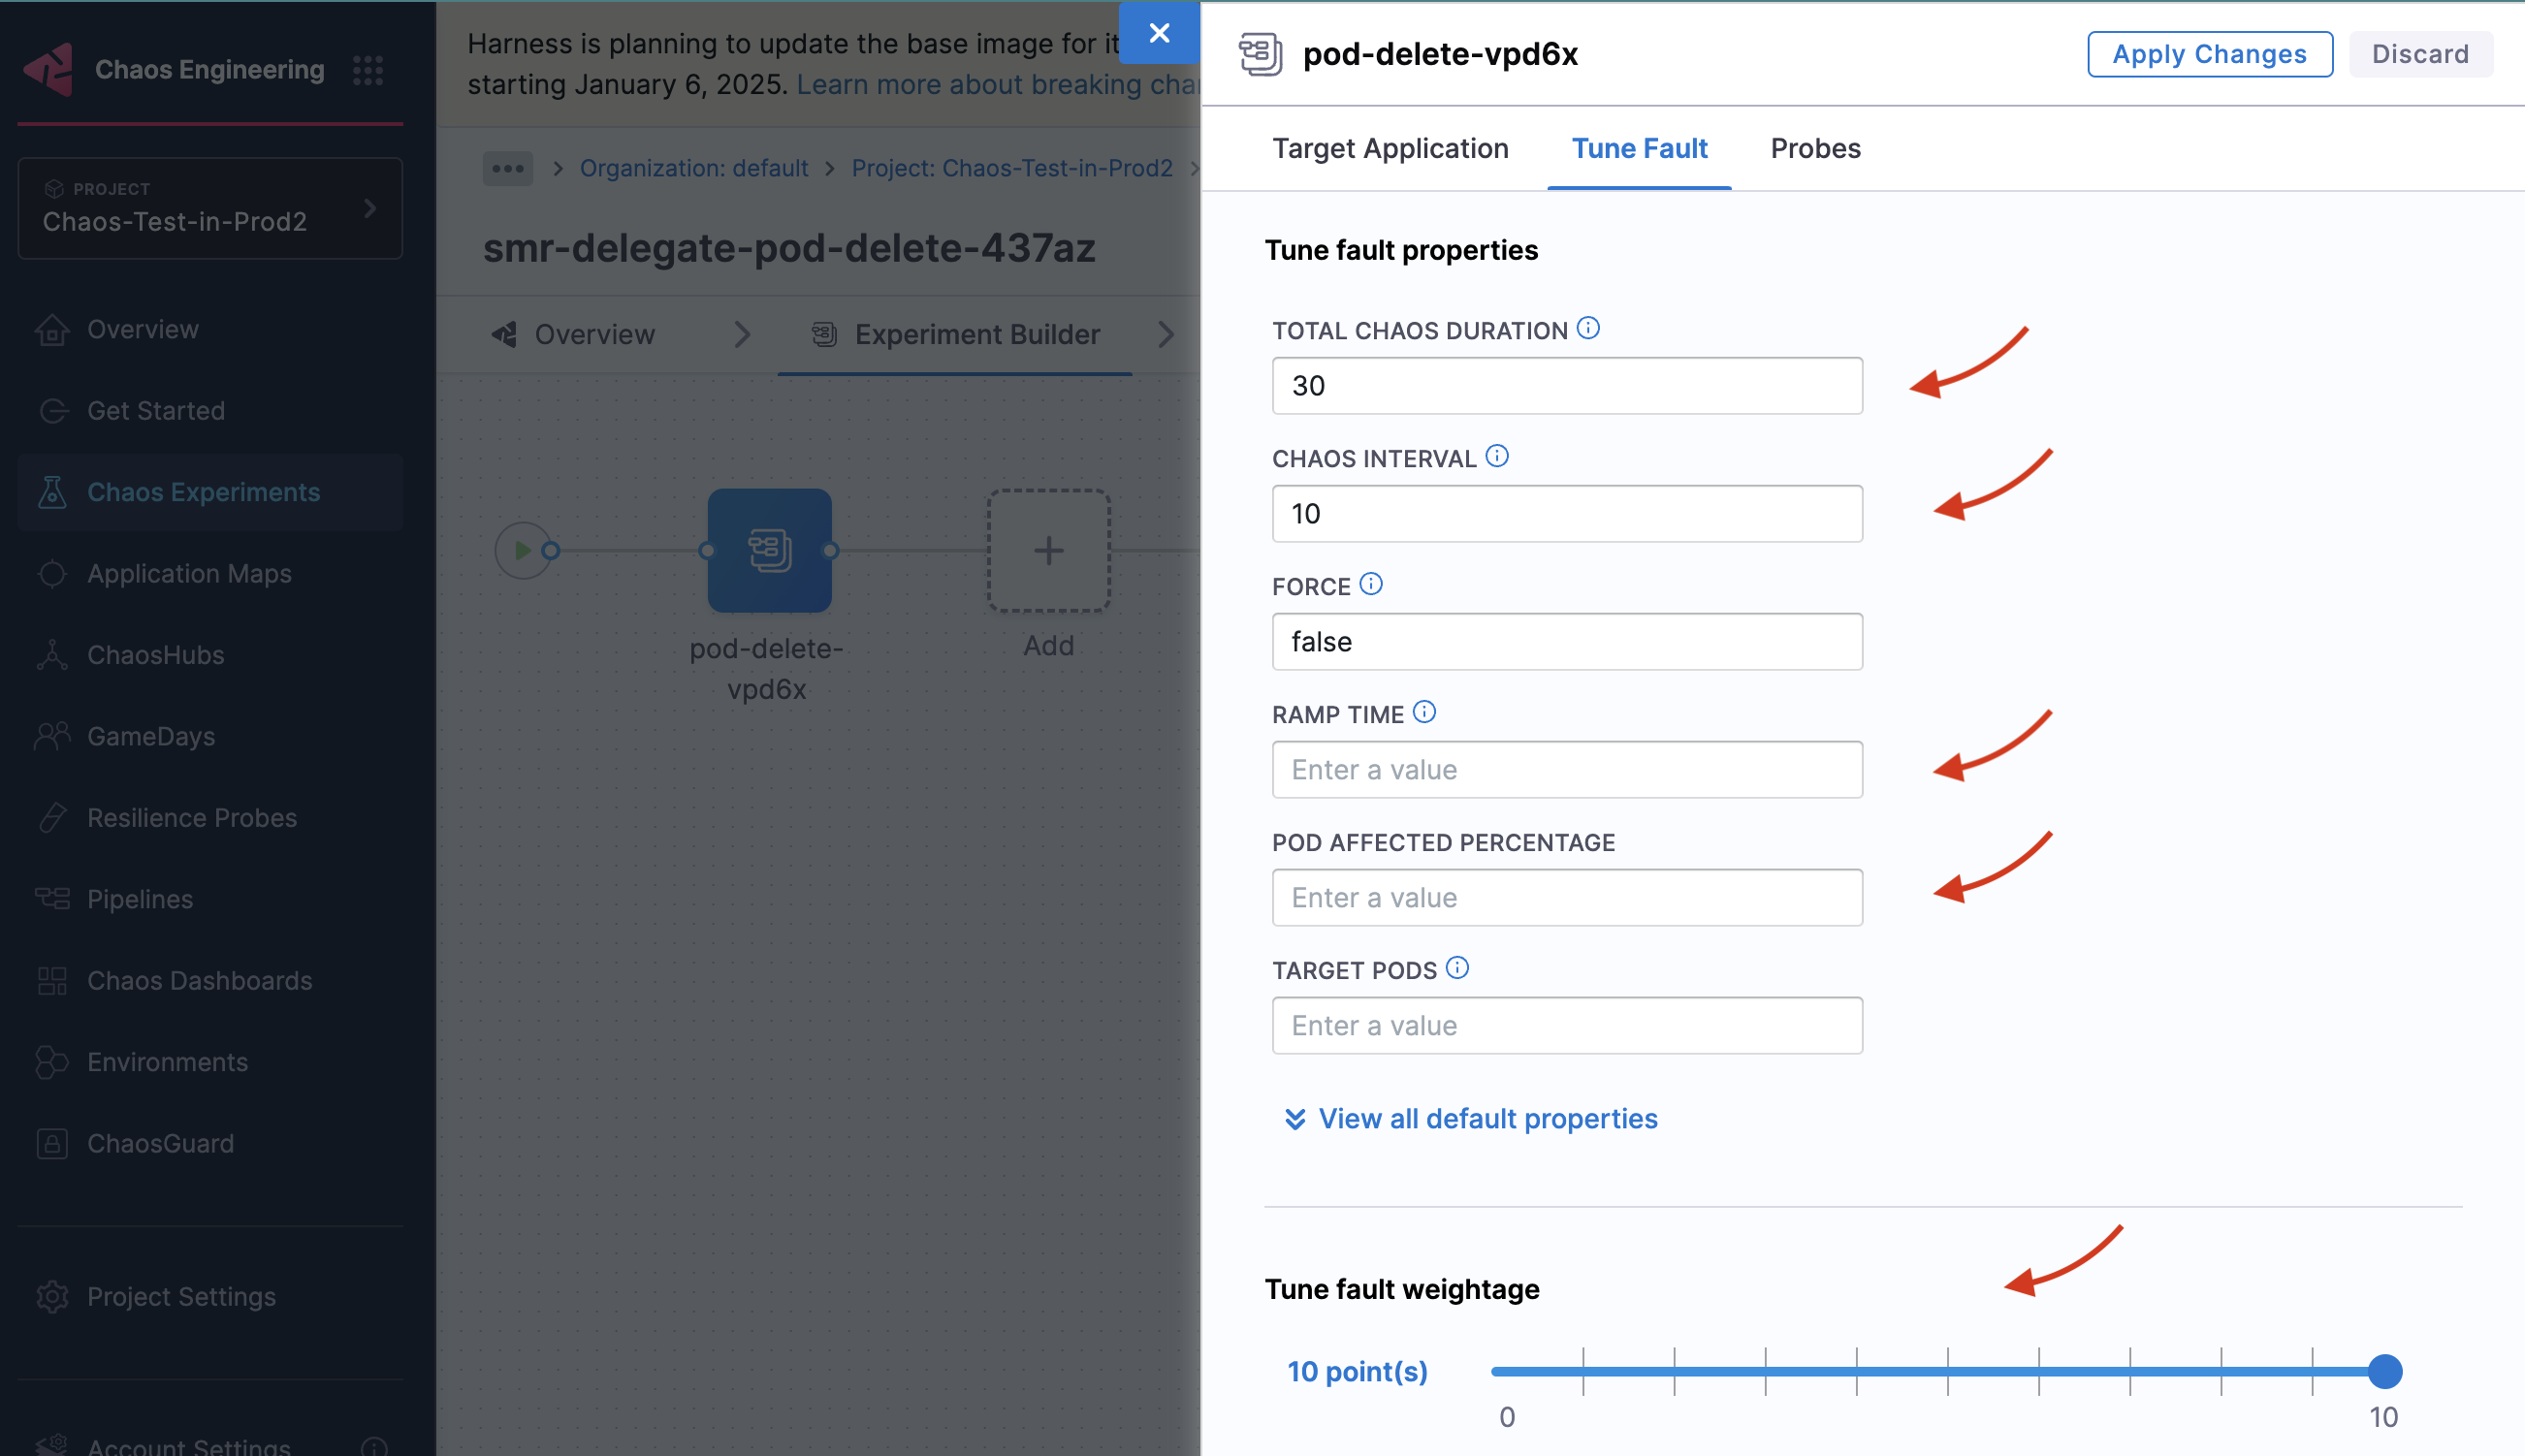 Chaos Engineering
PROJECT
Chaos-Test-in-Prod2
Overview
Get Started
Chaos Experiments
Application Maps
ChaosHubs
GameDays
Resilience Probes
Pipelines
Chaos Dashboards
Environments
ChaosGuard
Project Settings
Account Settings
Harness is planning to update the base image for it
starting January 6, 2025. Learn more about breaking cha
Organization: default > Project: Chaos-Test-in-Prod2 >
smr-delegate-pod-delete-437az
Overview > Experiment Builder >
pod-delete-
vpd6x
Add
pod-delete-vpd6x
Apply Changes
Discard
Target Application
Tune Fault
Probes
Tune fault properties
TOTAL CHAOS DURATION
30
CHAOS INTERVAL
10
FORCE
false
RAMP TIME
Enter a value
POD AFFECTED PERCENTAGE
Enter a value
TARGET PODS
Enter a value
View all default properties
Tune fault weightage
10 point(s)
0
10